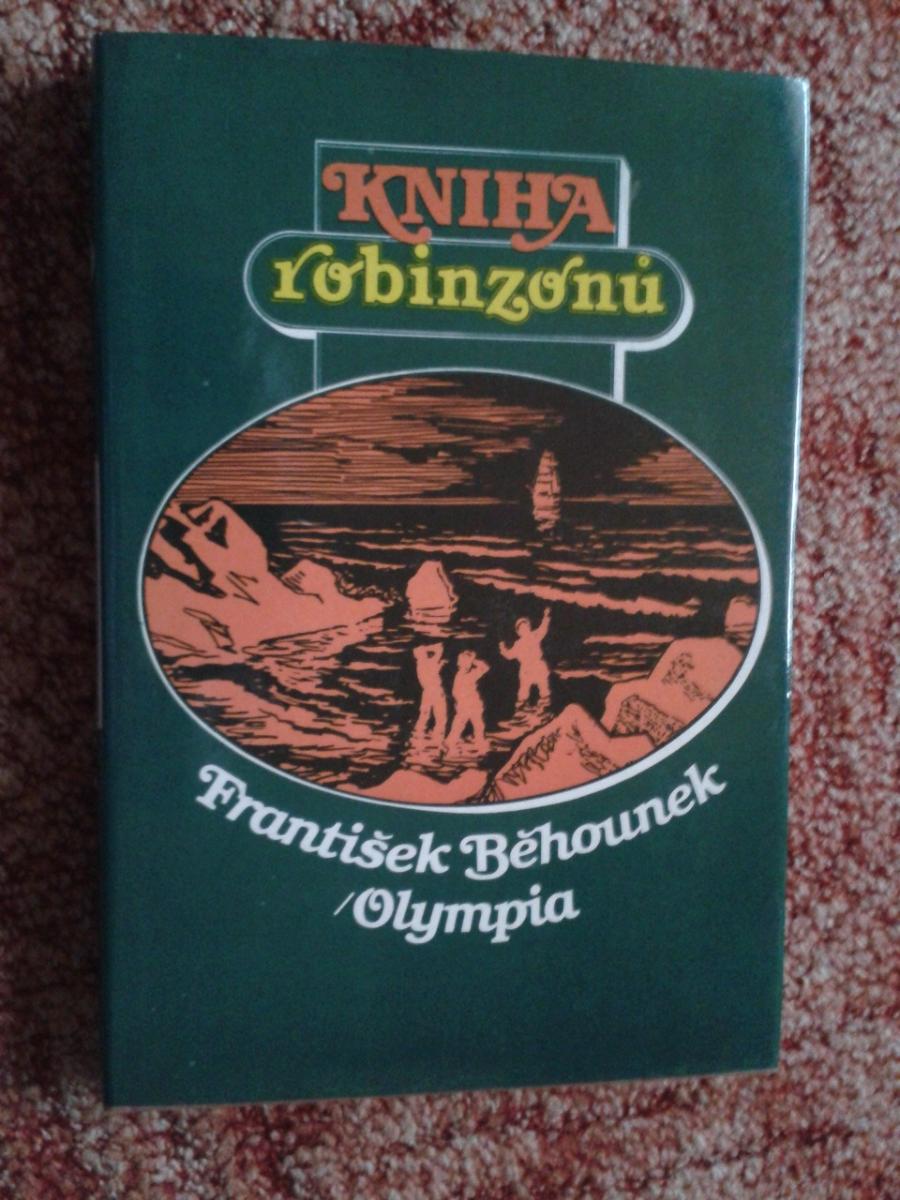 KNIHA
robinzonů
František Běhounek
/Olympia